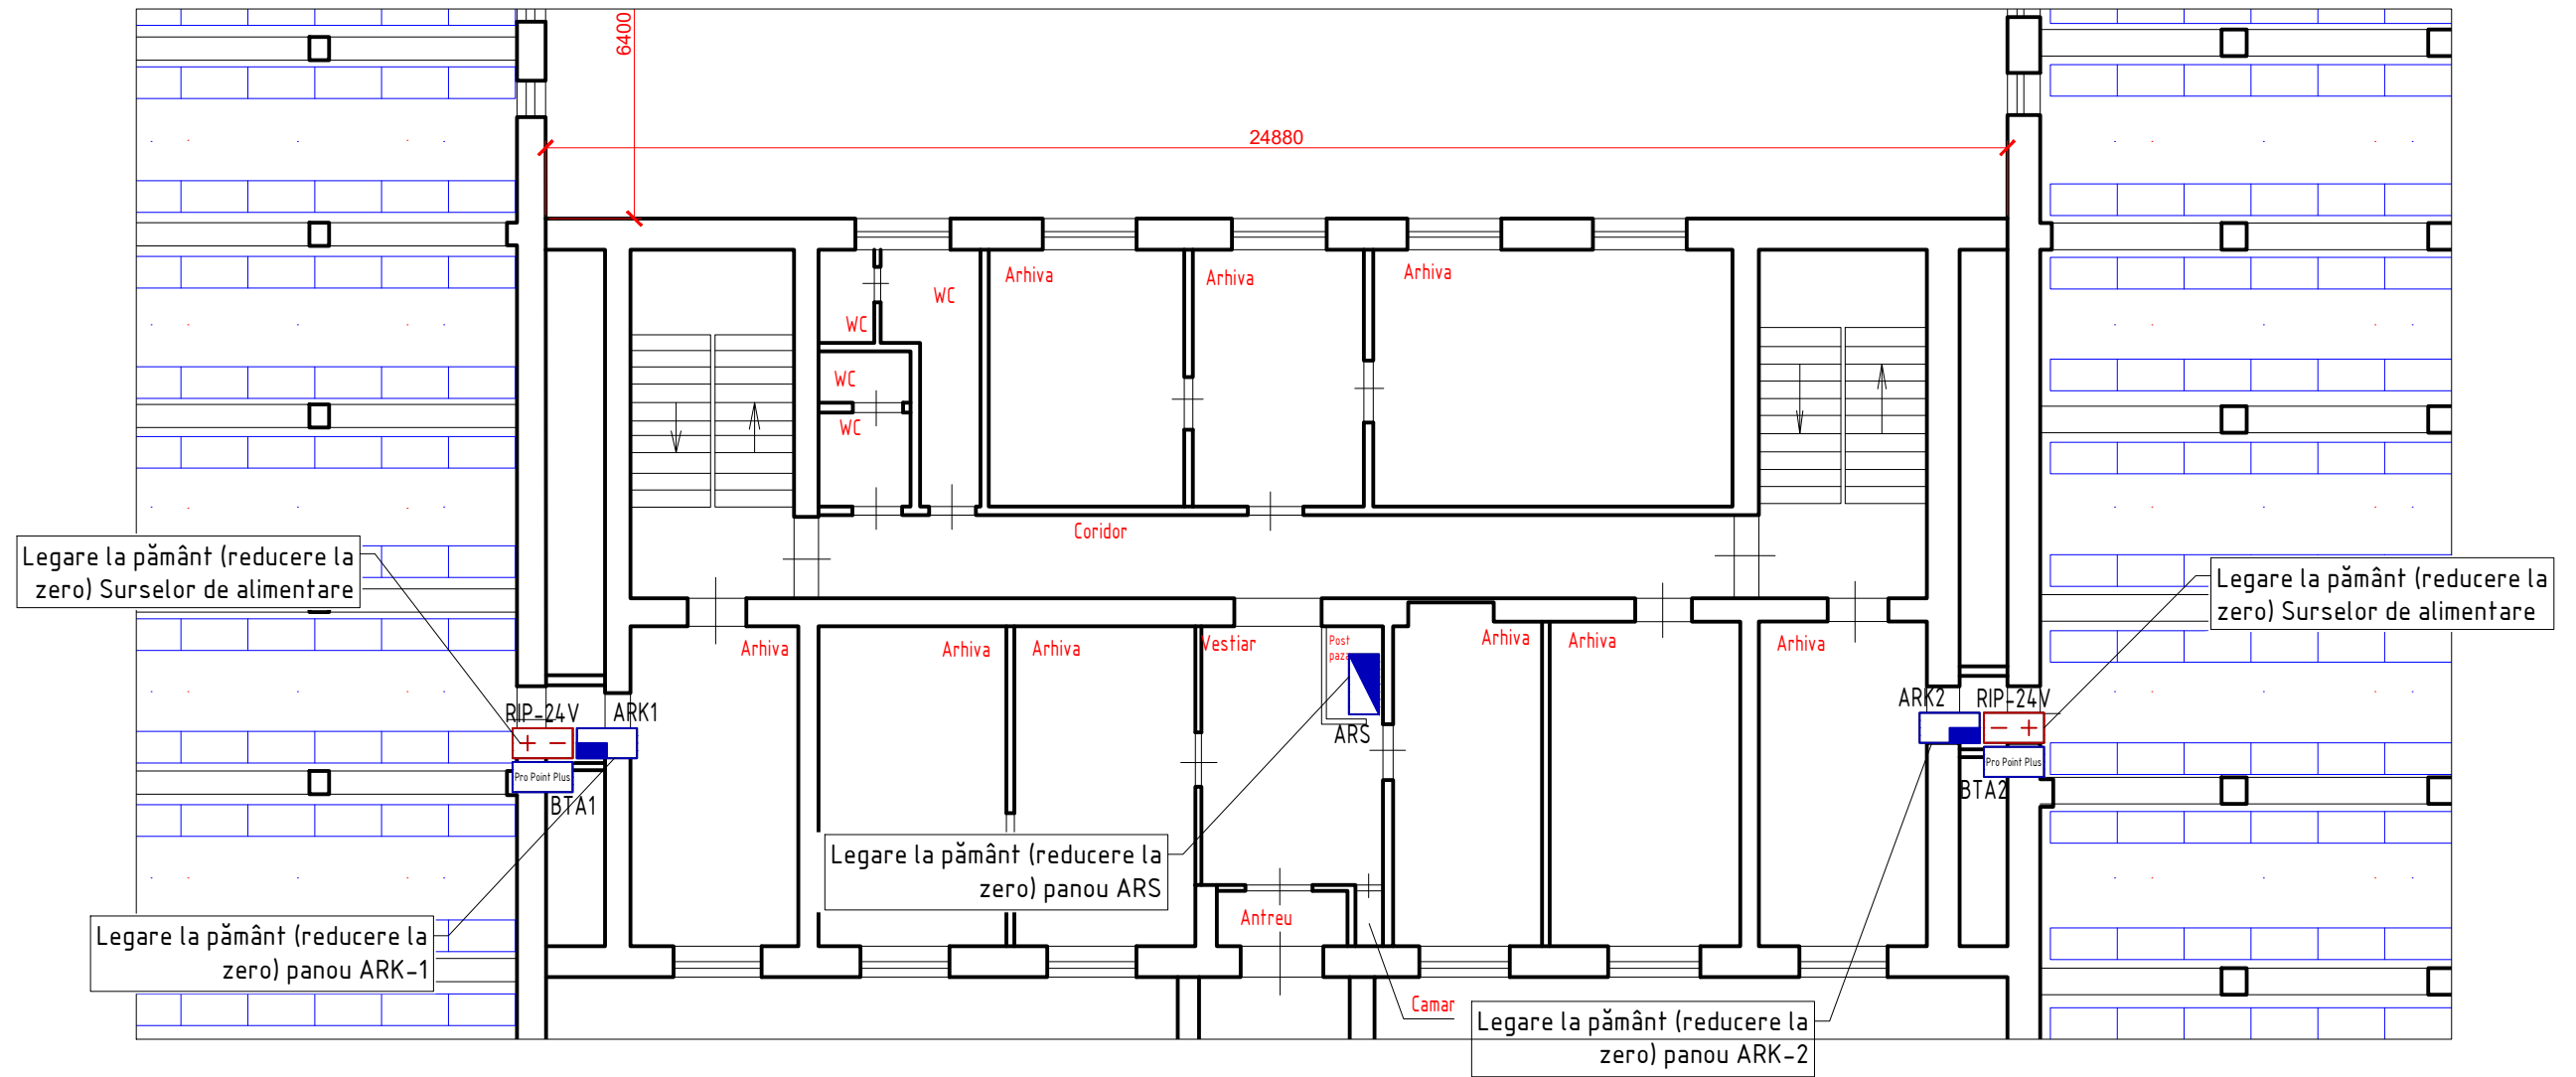 6400
24880
Arhiva
Arhiva
Arhiva
WC
WC
WC
WC
Coridor
Legare la pământ (reducere la
zero) Surselor de alimentare
Legare la pământ (reducere la
zero) Surselor de alimentare
Arhiva
Arhiva
Arhiva
Vestiar
Post
paza
Arhiva
Arhiva
Arhiva
RIP-24V
ARK1
ARS
ARK2
RIP-24V
+ −
− +
Pro Point Plus
BTA1
Pro Point Plus
BTA2
Legare la pământ (reducere la
zero) panou ARS
Antreu
Legare la pământ (reducere la
zero) panou ARK-1
Camar
Legare la pământ (reducere la
zero) panou ARK-2